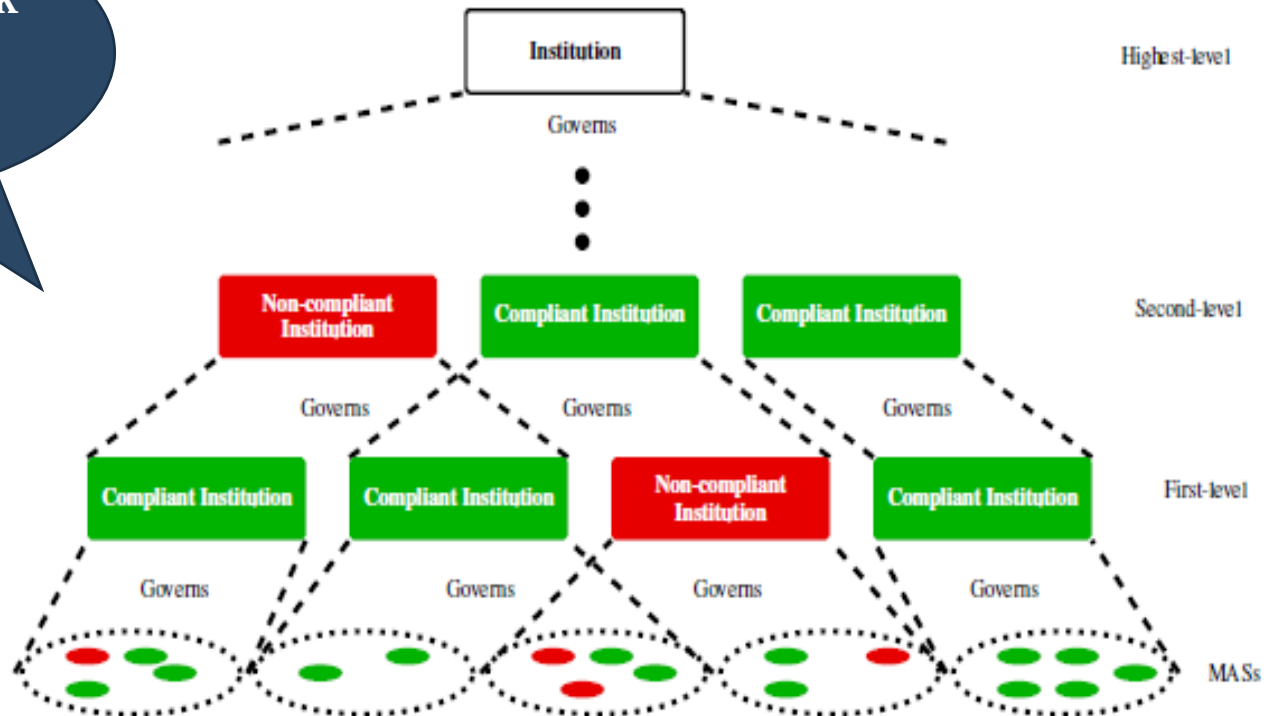 Institution
Highest-level
Governs
Non-compliant
Institution
Compliant Institution
Compliant Institution
Second-level
Governs
Governs
Governs
Compliant Institution
Compliant Institution
Non-compliant
Institution
Compliant Institution
First-level
Governs
Governs
Governs
Governs
MASs